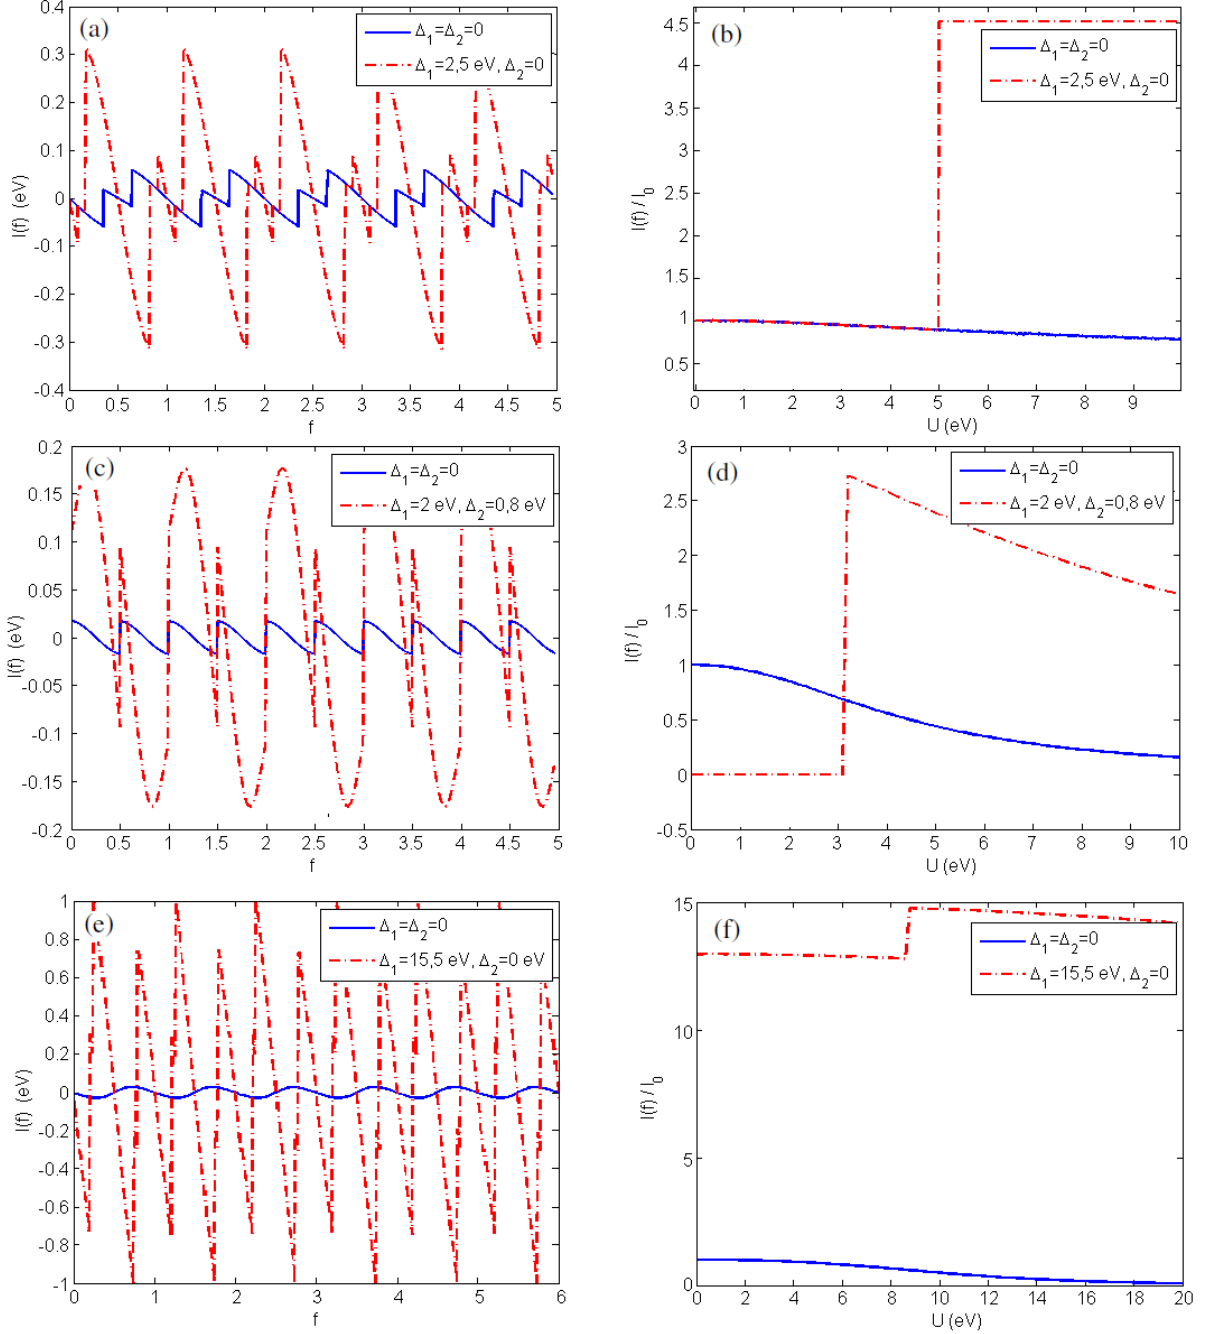 (a)
Δ₁=Δ₂=0
Δ₁=2,5 eV, Δ₂=0
I(f) (eV)
0.4
0.3
0.2
0.1
0
-0.1
-0.2
-0.3
-0.4
0 0.5 1 1.5 2 2.5 3 3.5 4 4.5 5
f
(b)
Δ₁=Δ₂=0
Δ₁=2,5 eV, Δ₂=0
I(f) / I₀
4.5
4
3.5
3
2.5
2
1.5
1
0.5
0 1 2 3 4 5 6 7 8 9
U (eV)
(c)
Δ₁=Δ₂=0
Δ₁=2 eV, Δ₂=0,8 eV
I(f) (eV)
0.2
0.15
0.1
0.05
0
-0.05
-0.1
-0.15
-0.2
0 0.5 1 1.5 2 2.5 3 3.5 4 4.5 5
f
(d)
Δ₁=Δ₂=0
Δ₁=2 eV, Δ₂=0,8 eV
I(f) / I₀
3
2.5
2
1.5
1
0.5
0
-0.5
0 1 2 3 4 5 6 7 8 9 10
U (eV)
(e)
Δ₁=Δ₂=0
Δ₁=15,5 eV, Δ₂=0 eV
I(f) (eV)
1
0.8
0.6
0.4
0.2
0
-0.2
-0.4
-0.6
-0.8
-1
0 1 2 3 4 5 6
f
(f)
Δ₁=Δ₂=0
Δ₁=15,5 eV, Δ₂=0
I(f) / I₀
15
10
5
0
0 2 4 6 8 10 12 14 16 18 20
U (eV)